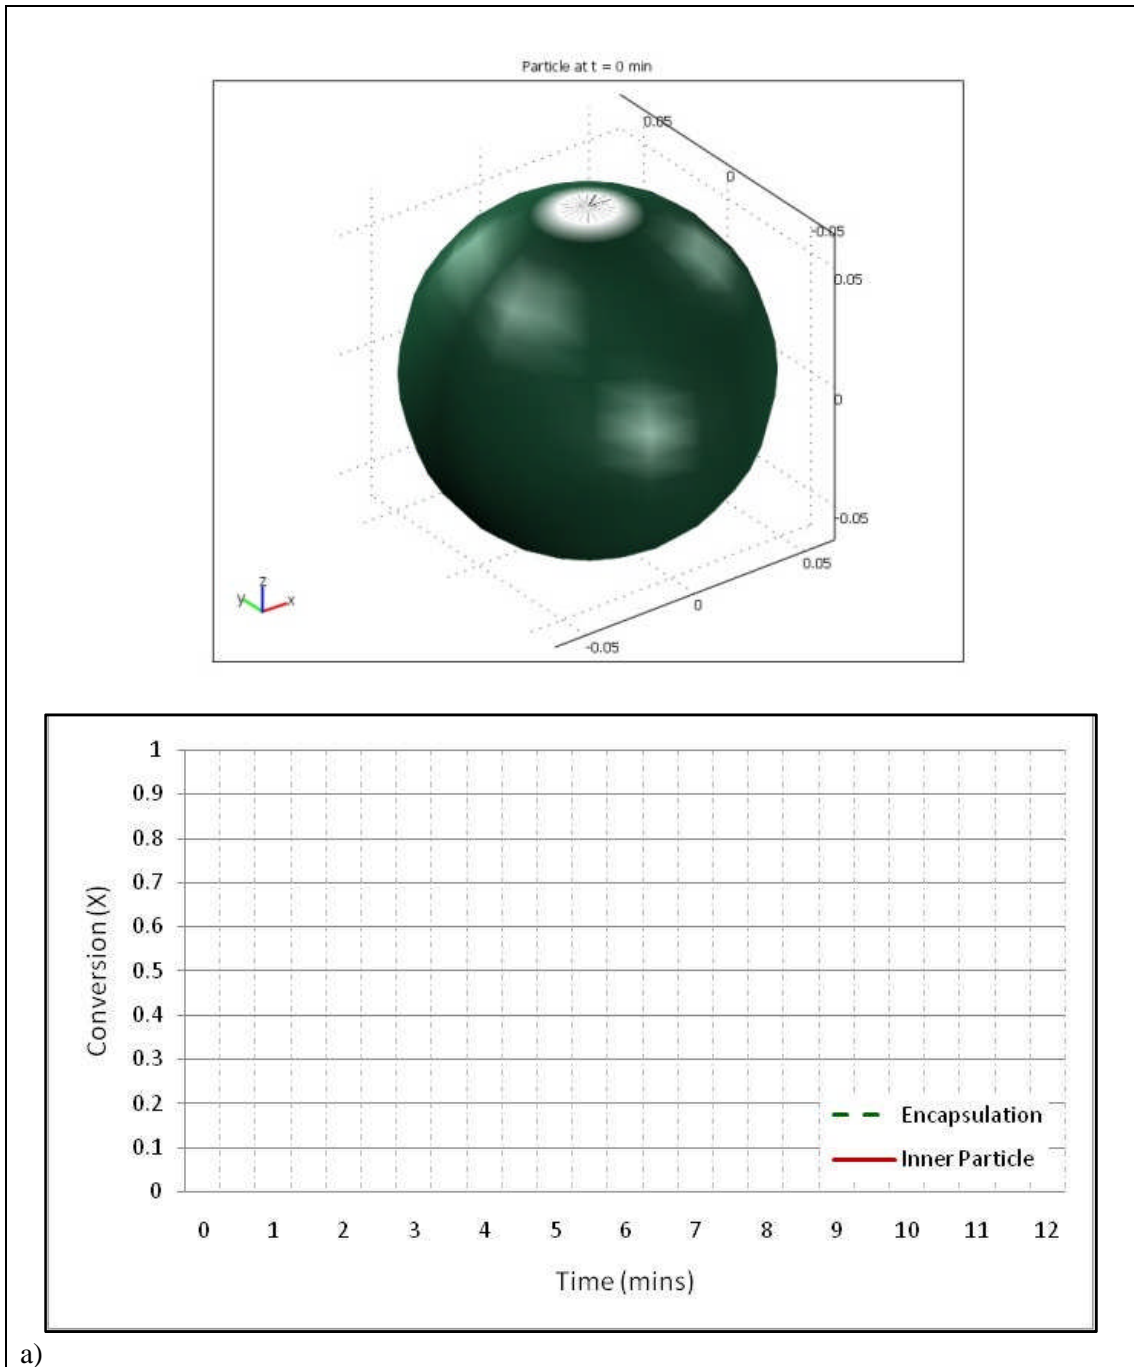 Particle at t = 0 min
0.05
0
-0.05
0.05
0
-0.05
0.05
0
-0.05
z
y
x
1
0.9
0.8
0.7
0.6
0.5
0.4
0.3
0.2
0.1
0
Conversion (X)
Encapsulation
Inner Particle
0 1 2 3 4 5 6 7 8 9 10 11 12
Time (mins)
a)